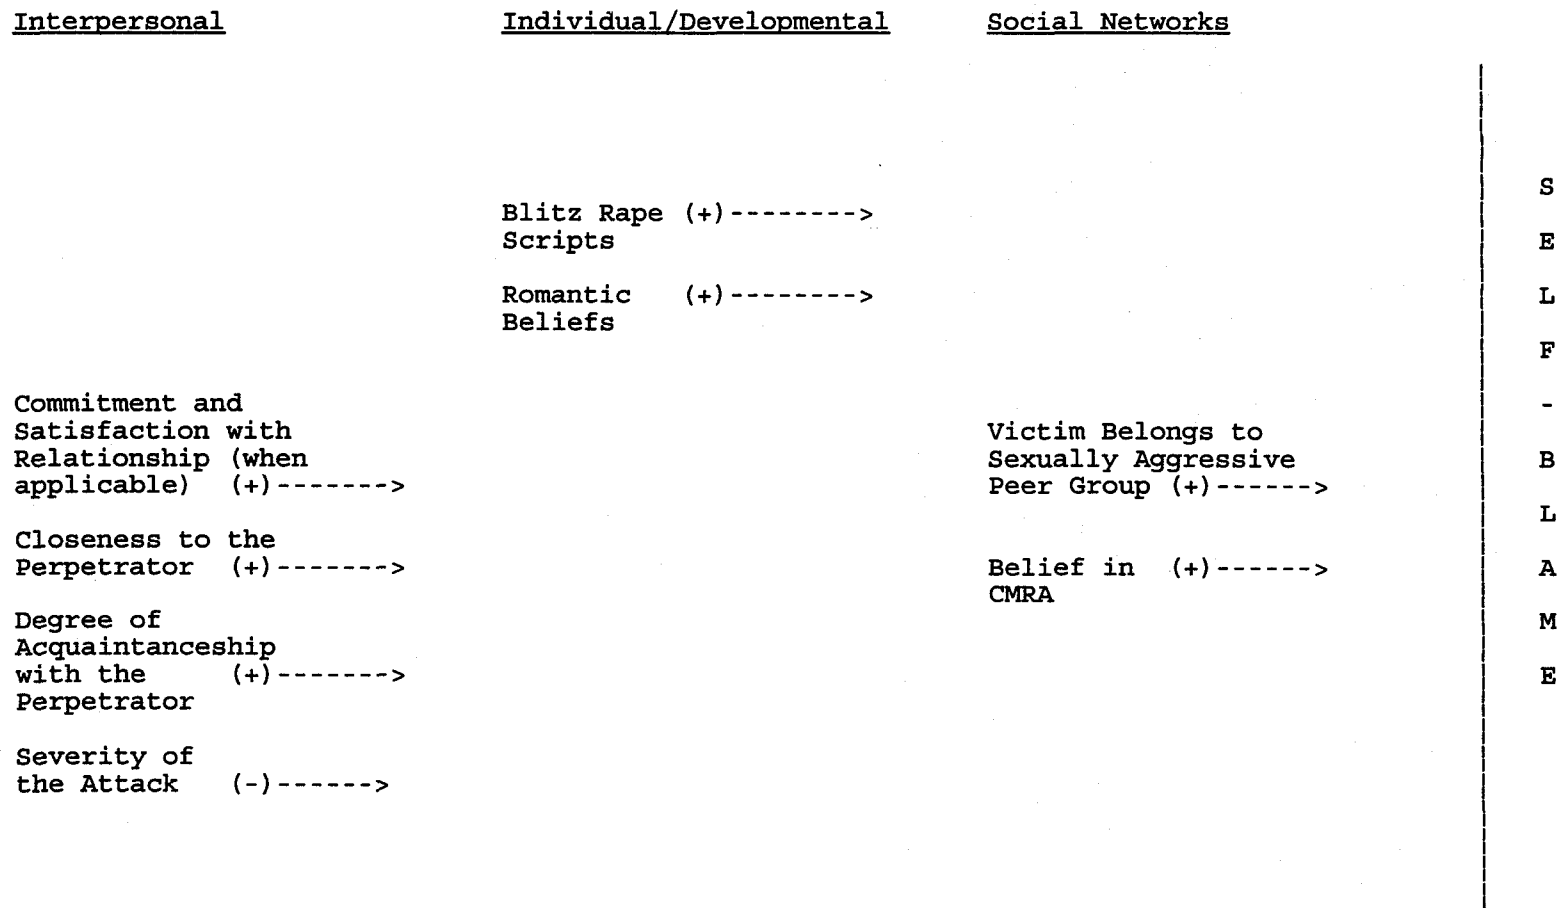 Interpersonal
Individual/Developmental
Social Networks
Blitz Rape (+)-------->
Scripts
Romantic (+)-------->
Beliefs
Commitment and
Satisfaction with
Relationship (when
applicable) (+)------->
Closeness to the
Perpetrator (+)------->
Degree of
Acquaintanceship
with the (+)------->
Perpetrator
Severity of
the Attack (-)------>
Victim Belongs to
Sexually Aggressive
Peer Group (+)------>
Belief in (+)------>
CMRA
S
E
L
F
-
B
L
A
M
E